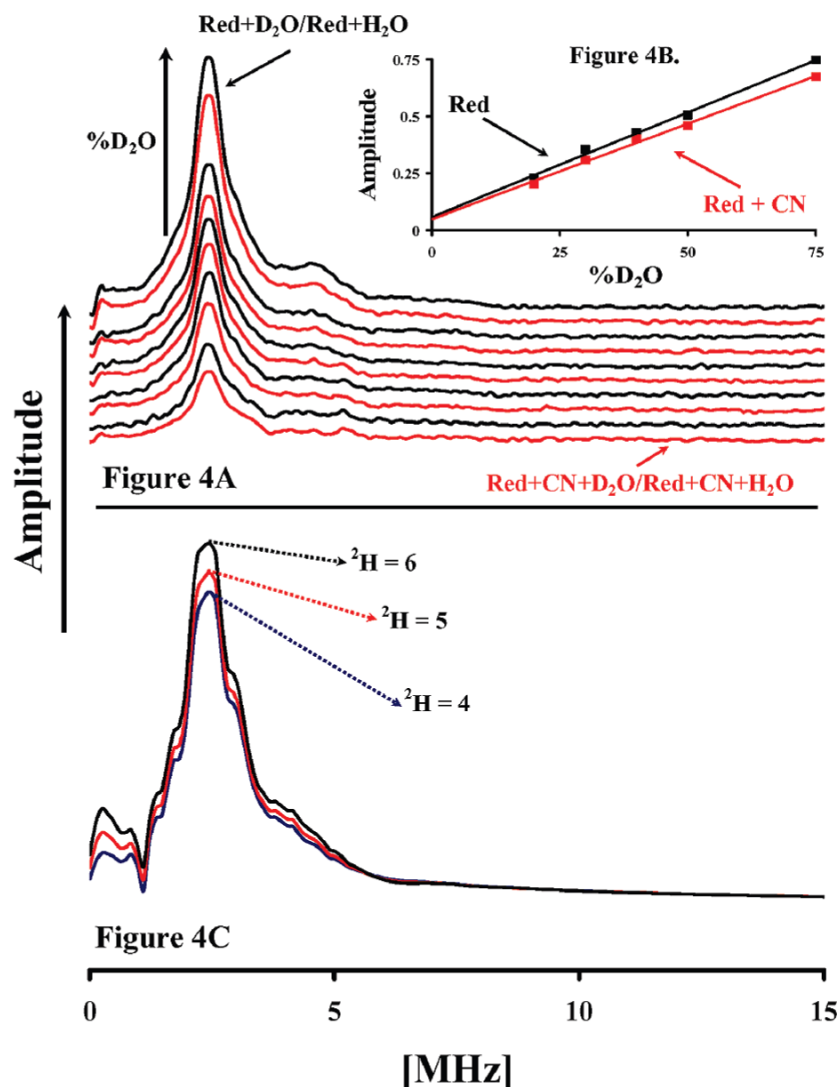 Red+D₂O/Red+H₂O
%D₂O
Figure 4B.
Amplitude
0.75
0.5
0.25
0
Red
Red + CN
0 25 50 75
%D₂O
Amplitude
Figure 4A
Red+CN+D₂O/Red+CN+H₂O
²H = 6
²H = 5
²H = 4
Figure 4C
0 5 10 15
[MHz]